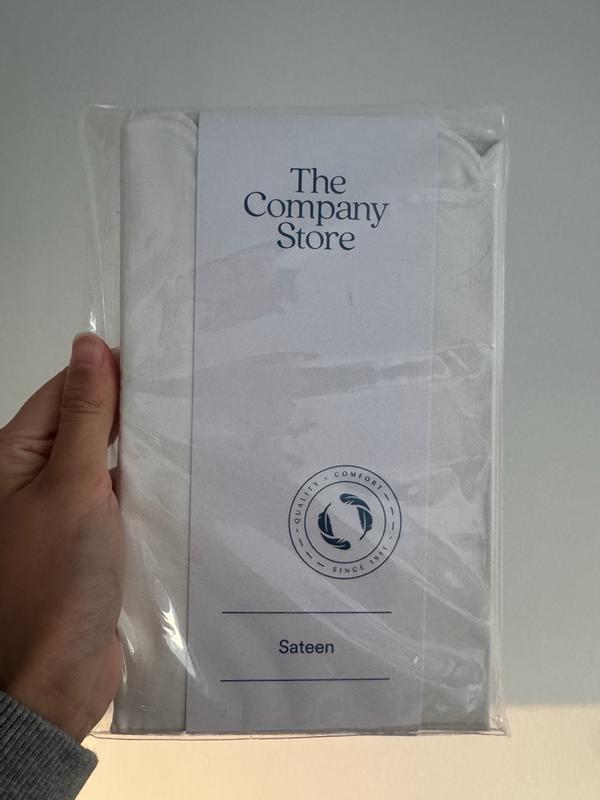 The
Company
Store
QUALITY - COMFORT
SINCE 1911
Sateen